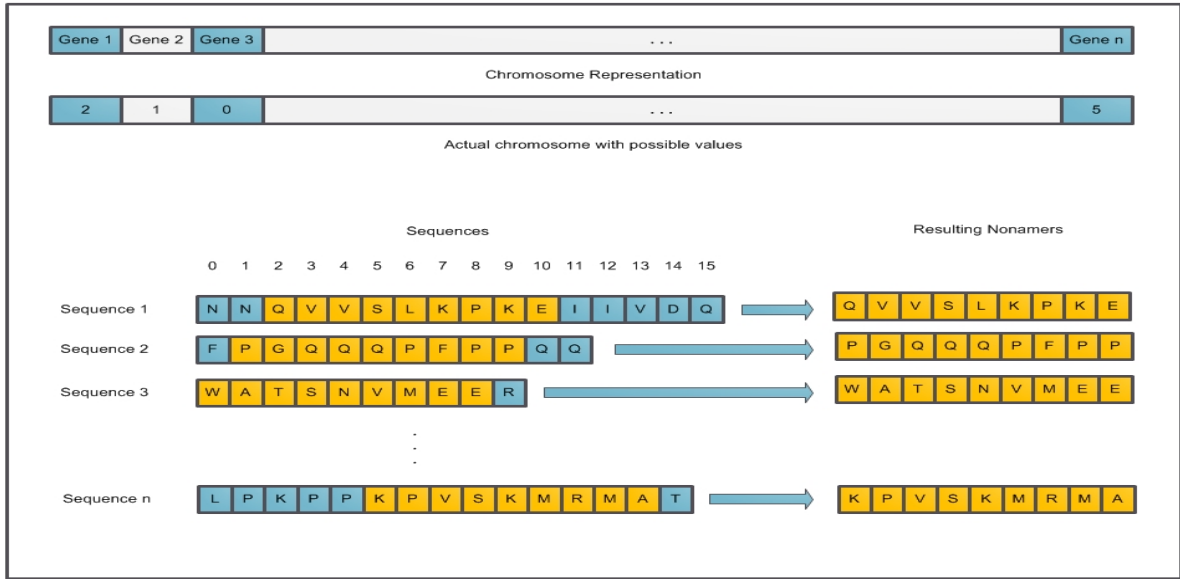 Gene 1 Gene 2 Gene 3 ... Gene n
Chromosome Representation
2 1 0 ... 5
Actual chromosome with possible values
Sequences Resulting Nonamers
0 1 2 3 4 5 6 7 8 9 10 11 12 13 14 15
Sequence 1 N N Q V V S L K P K E I I V D Q Q V V S L K P K E
Sequence 2 F P G Q Q Q P F P P Q Q P G Q Q Q P F P P
Sequence 3 W A T S N V M E E R W A T S N V M E E
.
.
.
Sequence n L P K P P K P V S K M R M A T K P V S K M R M A